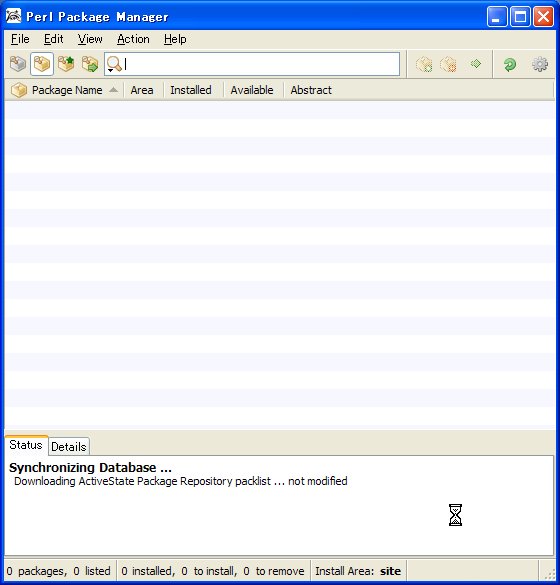 Perl Package Manager
File Edit View Action Help
Package Name Area Installed Available Abstract
Status Details
Synchronizing Database ...
Downloading ActiveState Package Repository packlist ... not modified
0 packages, 0 listed 0 installed, 0 to install, 0 to remove Install Area: site